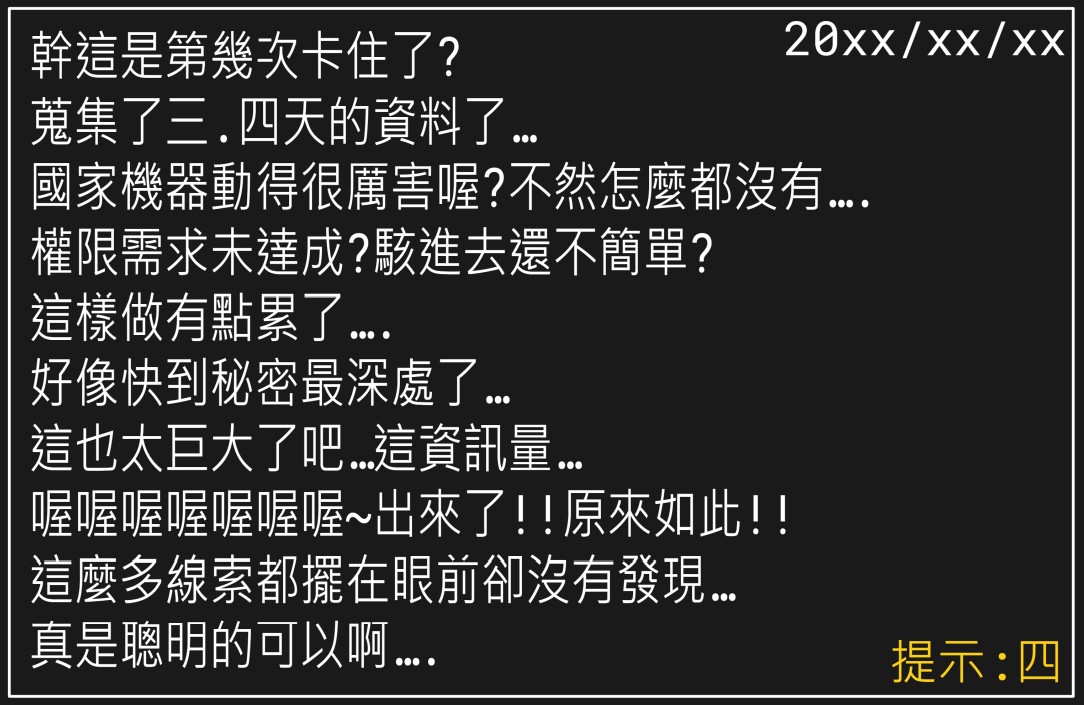 20xx/xx/xx
幹這是第幾次卡住了?
蒐集了三.四天的資料了…
國家機器動得很厲害喔?不然怎麼都沒有….
權限需求未達成?駭進去還不簡單?
這樣做有點累了….
好像快到秘密最深處了…
這也太巨大了吧…這資訊量…
喔喔喔喔喔喔喔~出來了!!原來如此!!
這麼多線索都擺在眼前卻沒有發現…
真是聰明的可以啊….
提示:四